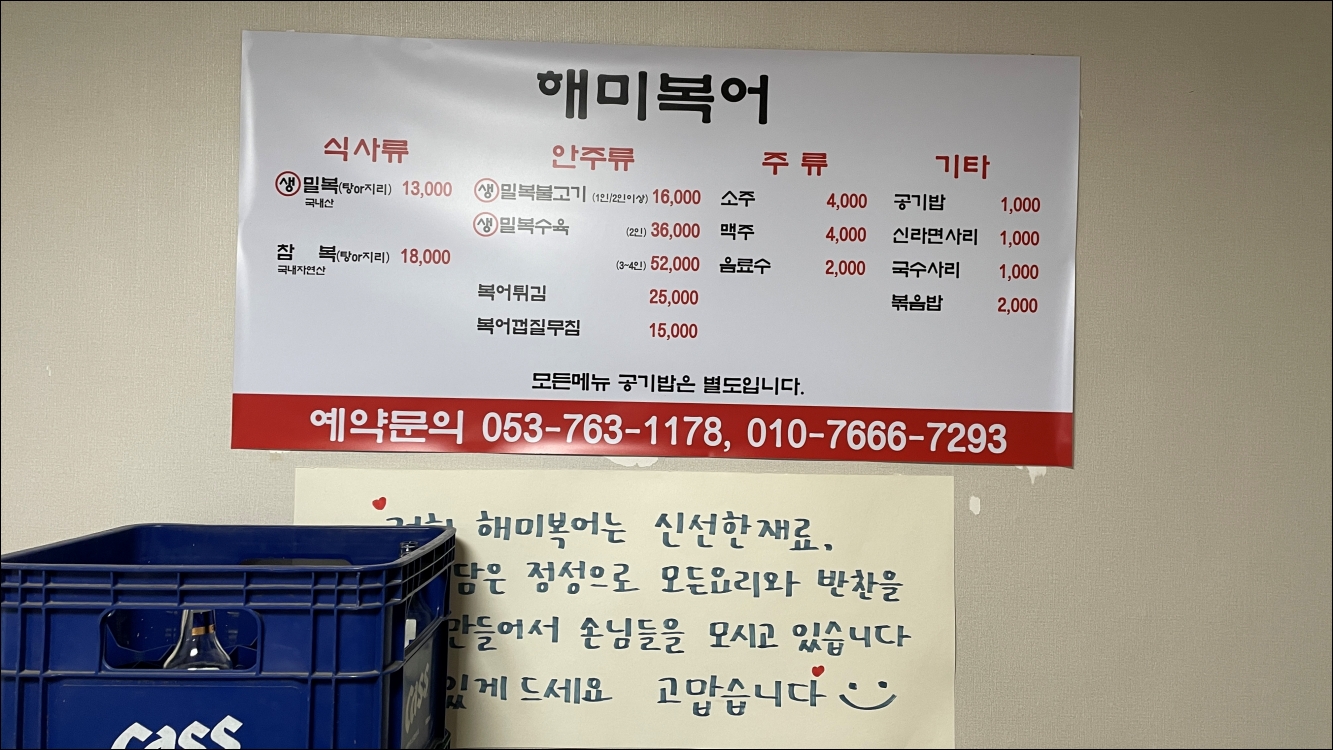 해미복어
식사류
생 밀복(탕or지리) 13,000
국내산
참 복(탕or지리) 18,000
국내자연산
안주류
생 밀복불고기 (1인/2인이상) 16,000
생 밀복수육 (2인) 36,000
(3-4인) 52,000
복어튀김 25,000
복어껍질무침 15,000
주 류
소주 4,000
맥주 4,000
음료수 2,000
기타
공기밥 1,000
신라면사리 1,000
국수사리 1,000
볶음밥 2,000
모든메뉴 공기밥은 별도입니다.
예약문의 053-763-1178, 010-7666-7293
해미복어는 신선한재료,
담은 정성으로 모든요리와 반찬을
만들어서 손님들을 모시고 있습니다
있게 드세요 고맙습니다
cass
cass